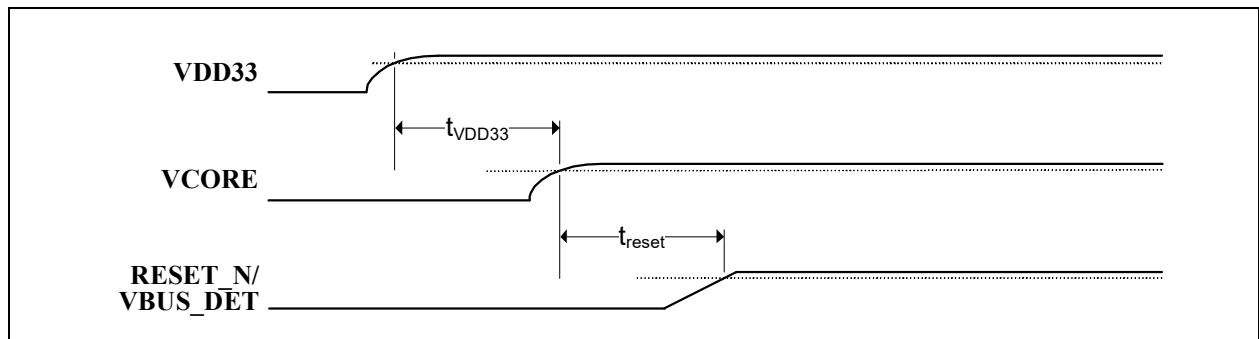 VDD33
tVDD33
VCORE
treset
RESET_N/
VBUS_DET